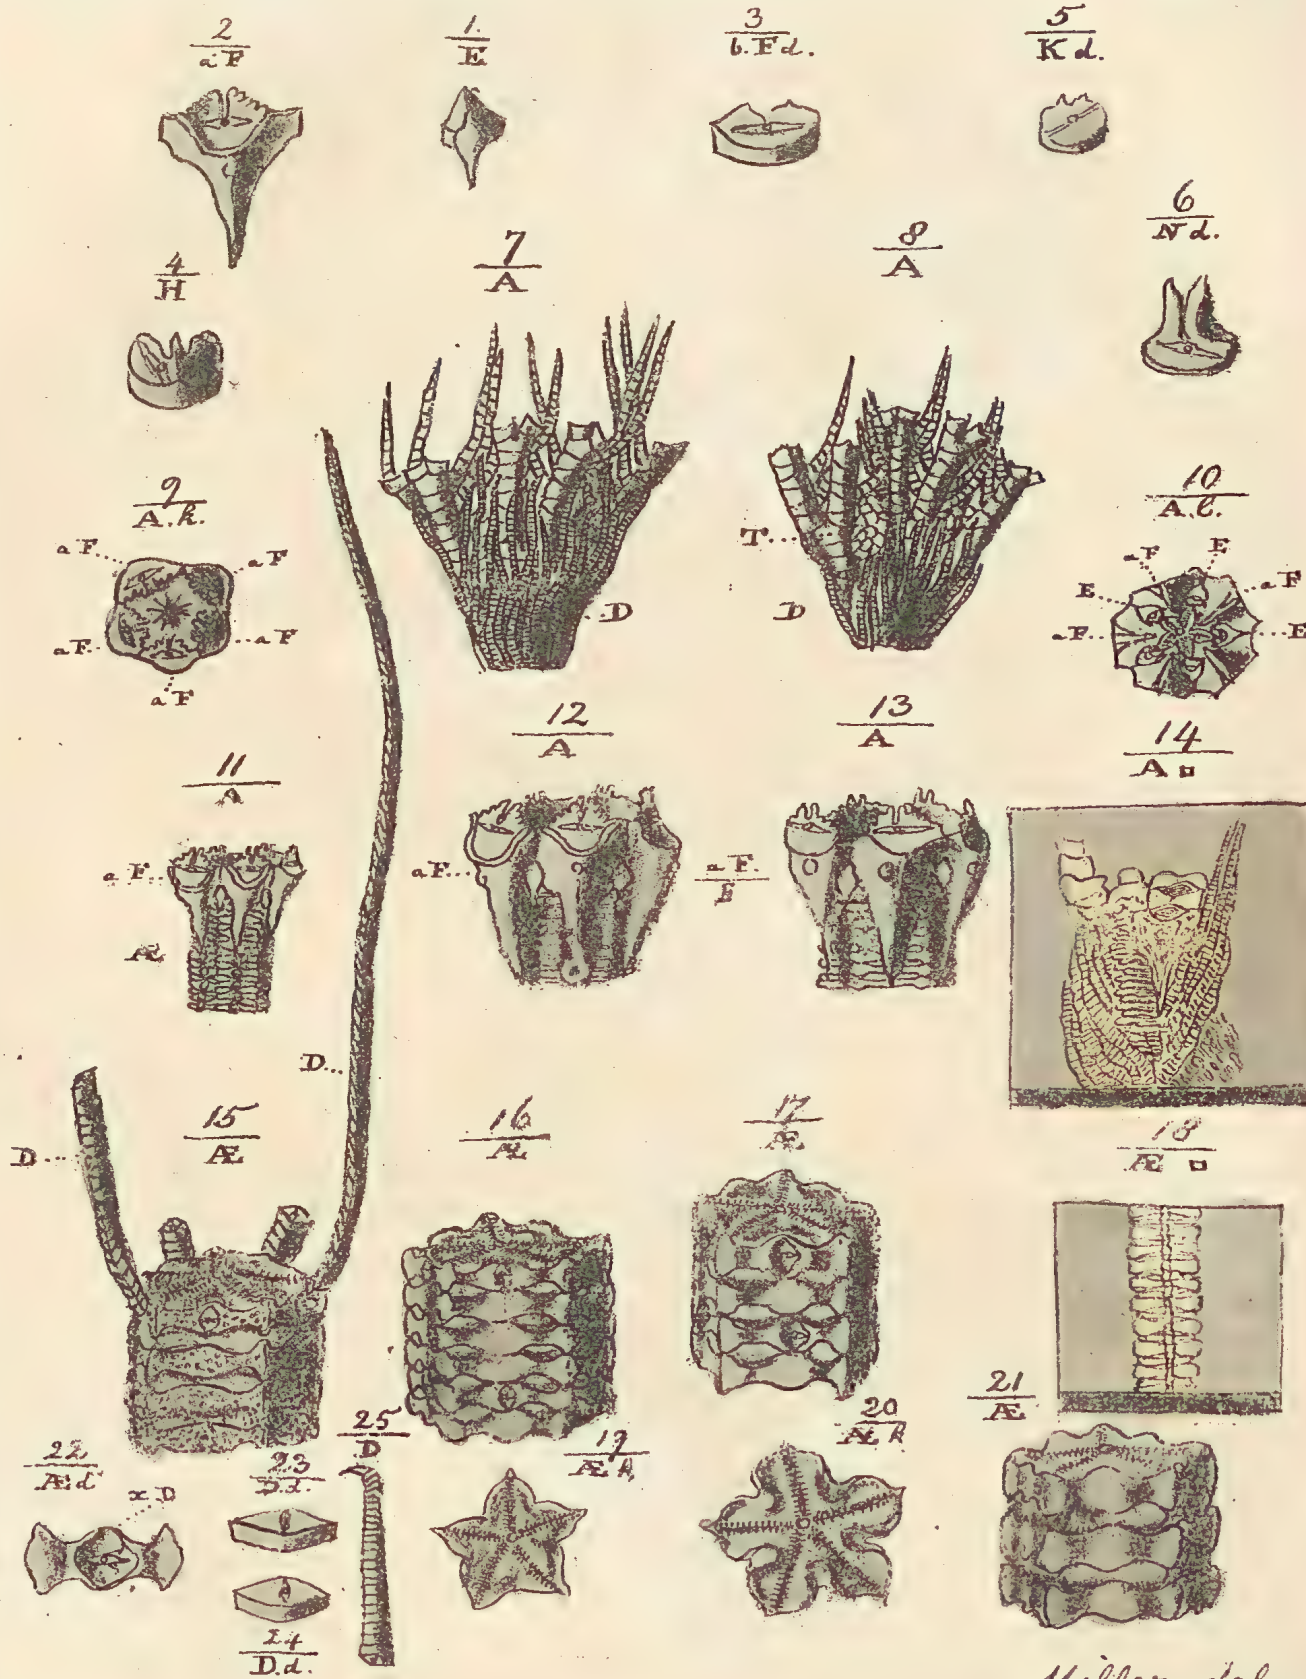 2
a F
1.
E
3
b. F d.
5
K d.
6
N d.
4
H
7
A
8
A
9
A. k.
a F
a F
a F
a F
a F
T
D
D
10
A. l.
a F
E
E
a F
a F
E
11
A
a F
Æ
12
A
a F
13
A
a F.
E
14
A □
D
15
Æ
D
16
Æ
17
Æ
18
Æ □
19
Æ k
20
Æ k
21
Æ
22
Æ d
x D
23
D. d.
24
D. d.
25
D
Miller del